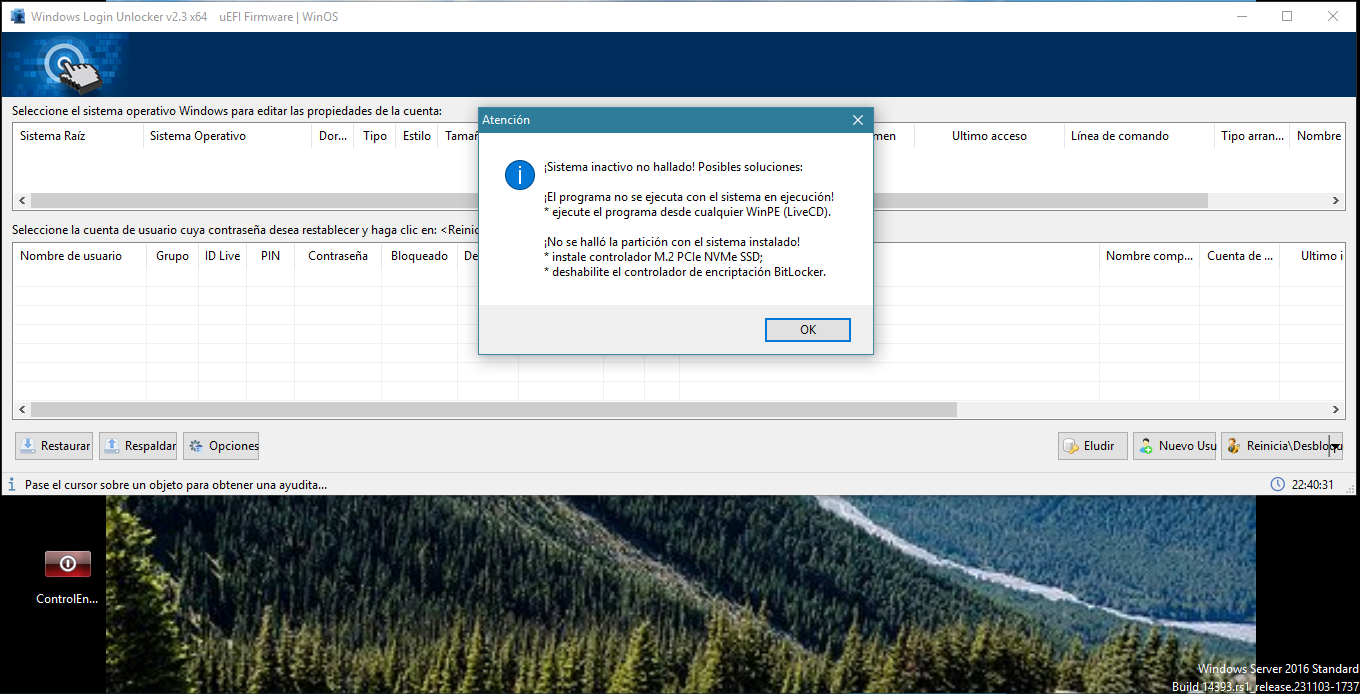 Windows Login Unlocker v2.3 x64 uEFI Firmware | WinOS
Seleccione el sistema operativo Windows para editar las propiedades de la cuenta:
Sistema Raíz Sistema Operativo Dor... Tipo Estilo Tamañ men Ultimo acceso Línea de comando Tipo arran... Nombre
Atención
¡Sistema inactivo no hallado! Posibles soluciones:
¡El programa no se ejecuta con el sistema en ejecución!
* ejecute el programa desde cualquier WinPE (LiveCD).
¡No se halló la partición con el sistema instalado!
* instale controlador M.2 PCIe NVMe SSD;
* deshabilite el controlador de encriptación BitLocker.
OK
Seleccione la cuenta de usuario cuya contraseña desea restablecer y haga clic en: <Reinic
Nombre de usuario Grupo ID Live PIN Contraseña Bloqueado De Nombre comp... Cuenta de ... Ultimo i
Restaurar Respaldar Opciones Eludir Nuevo Usu Reinicia\Desbloqu
Pase el cursor sobre un objeto para obtener una ayudita... 22:40:31
ControlEn...
Windows Server 2016 Standard
Build 14393.rs1_release.231103-1737